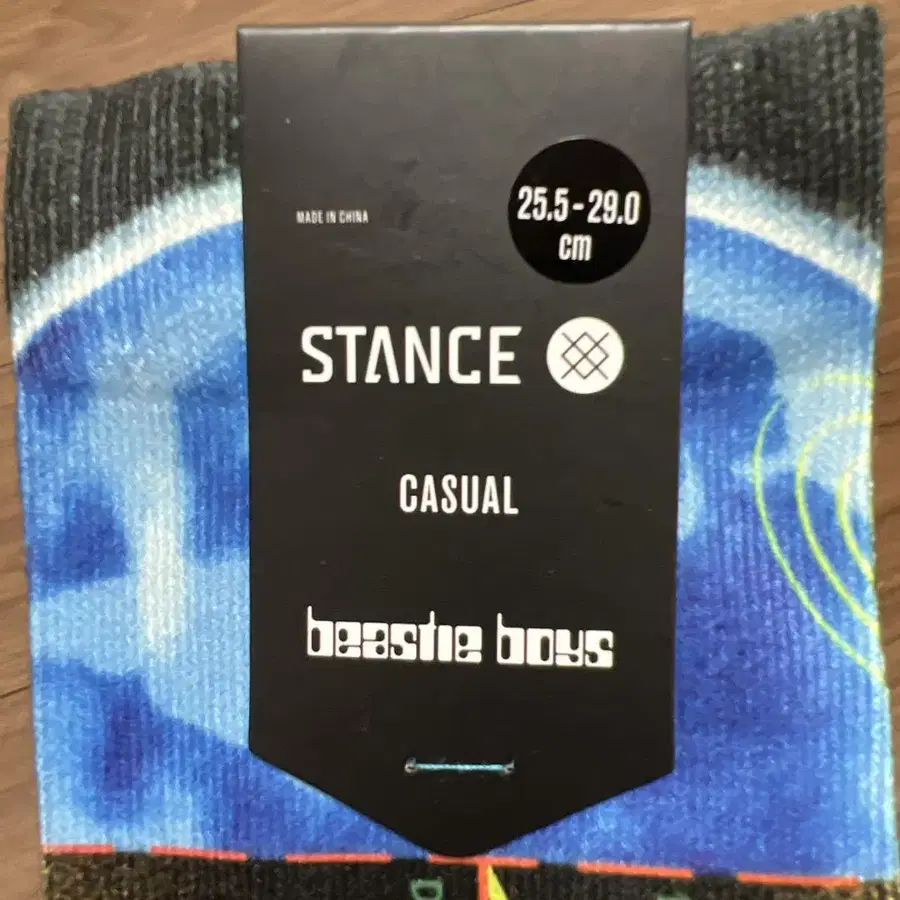 25.5-29.0
cm
MADE IN CHINA
STANCE
CASUAL
beastie boys